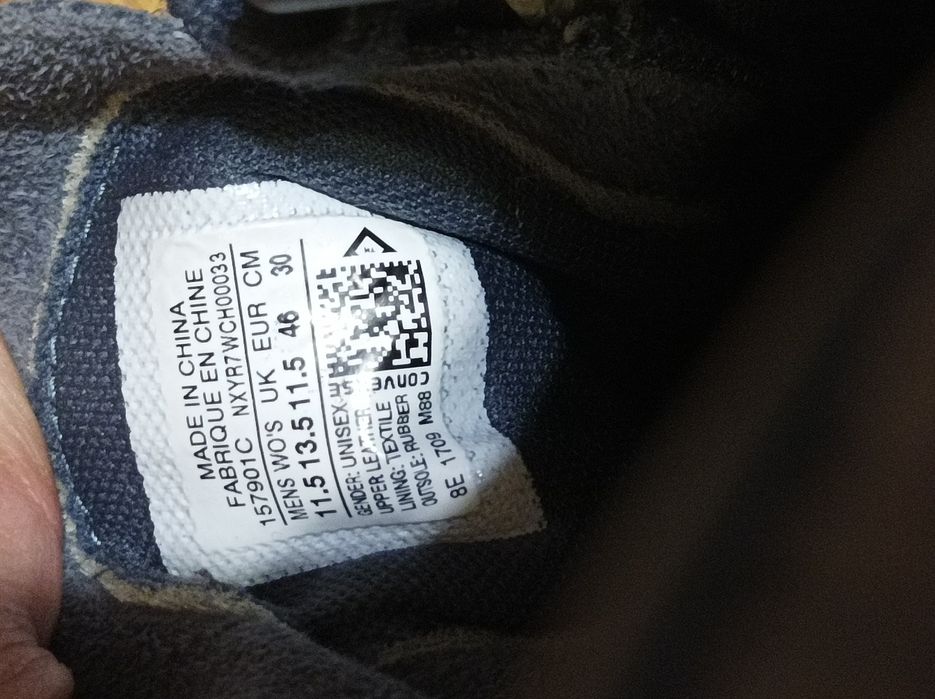 MADE IN CHINA
FABRIQUE EN CHINE
157901C NXYR7WCH00033
MENS WO'S UK EUR CM
11.5 13.5 11.5 46 30
GENDER: UNISEX
UPPER LEATHER
LINING: TEXTILE
OUTSOLE: RUBBER
8E 1709 M88